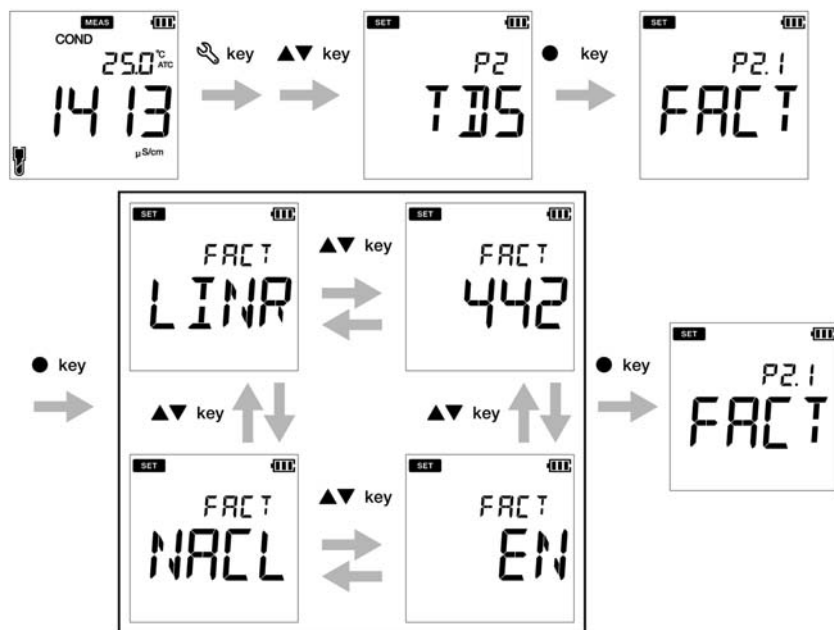 MEAS
COND
25.0 °C ATC
1413
µS/cm
key
▲▼ key
SET
P2
TDS
● key
SET
P2.1
FACT
● key
SET
FACT
LINR
▲▼ key
SET
FACT
442
▲▼ key
▲▼ key
SET
FACT
NACL
▲▼ key
SET
FACT
EN
● key
SET
P2.1
FACT